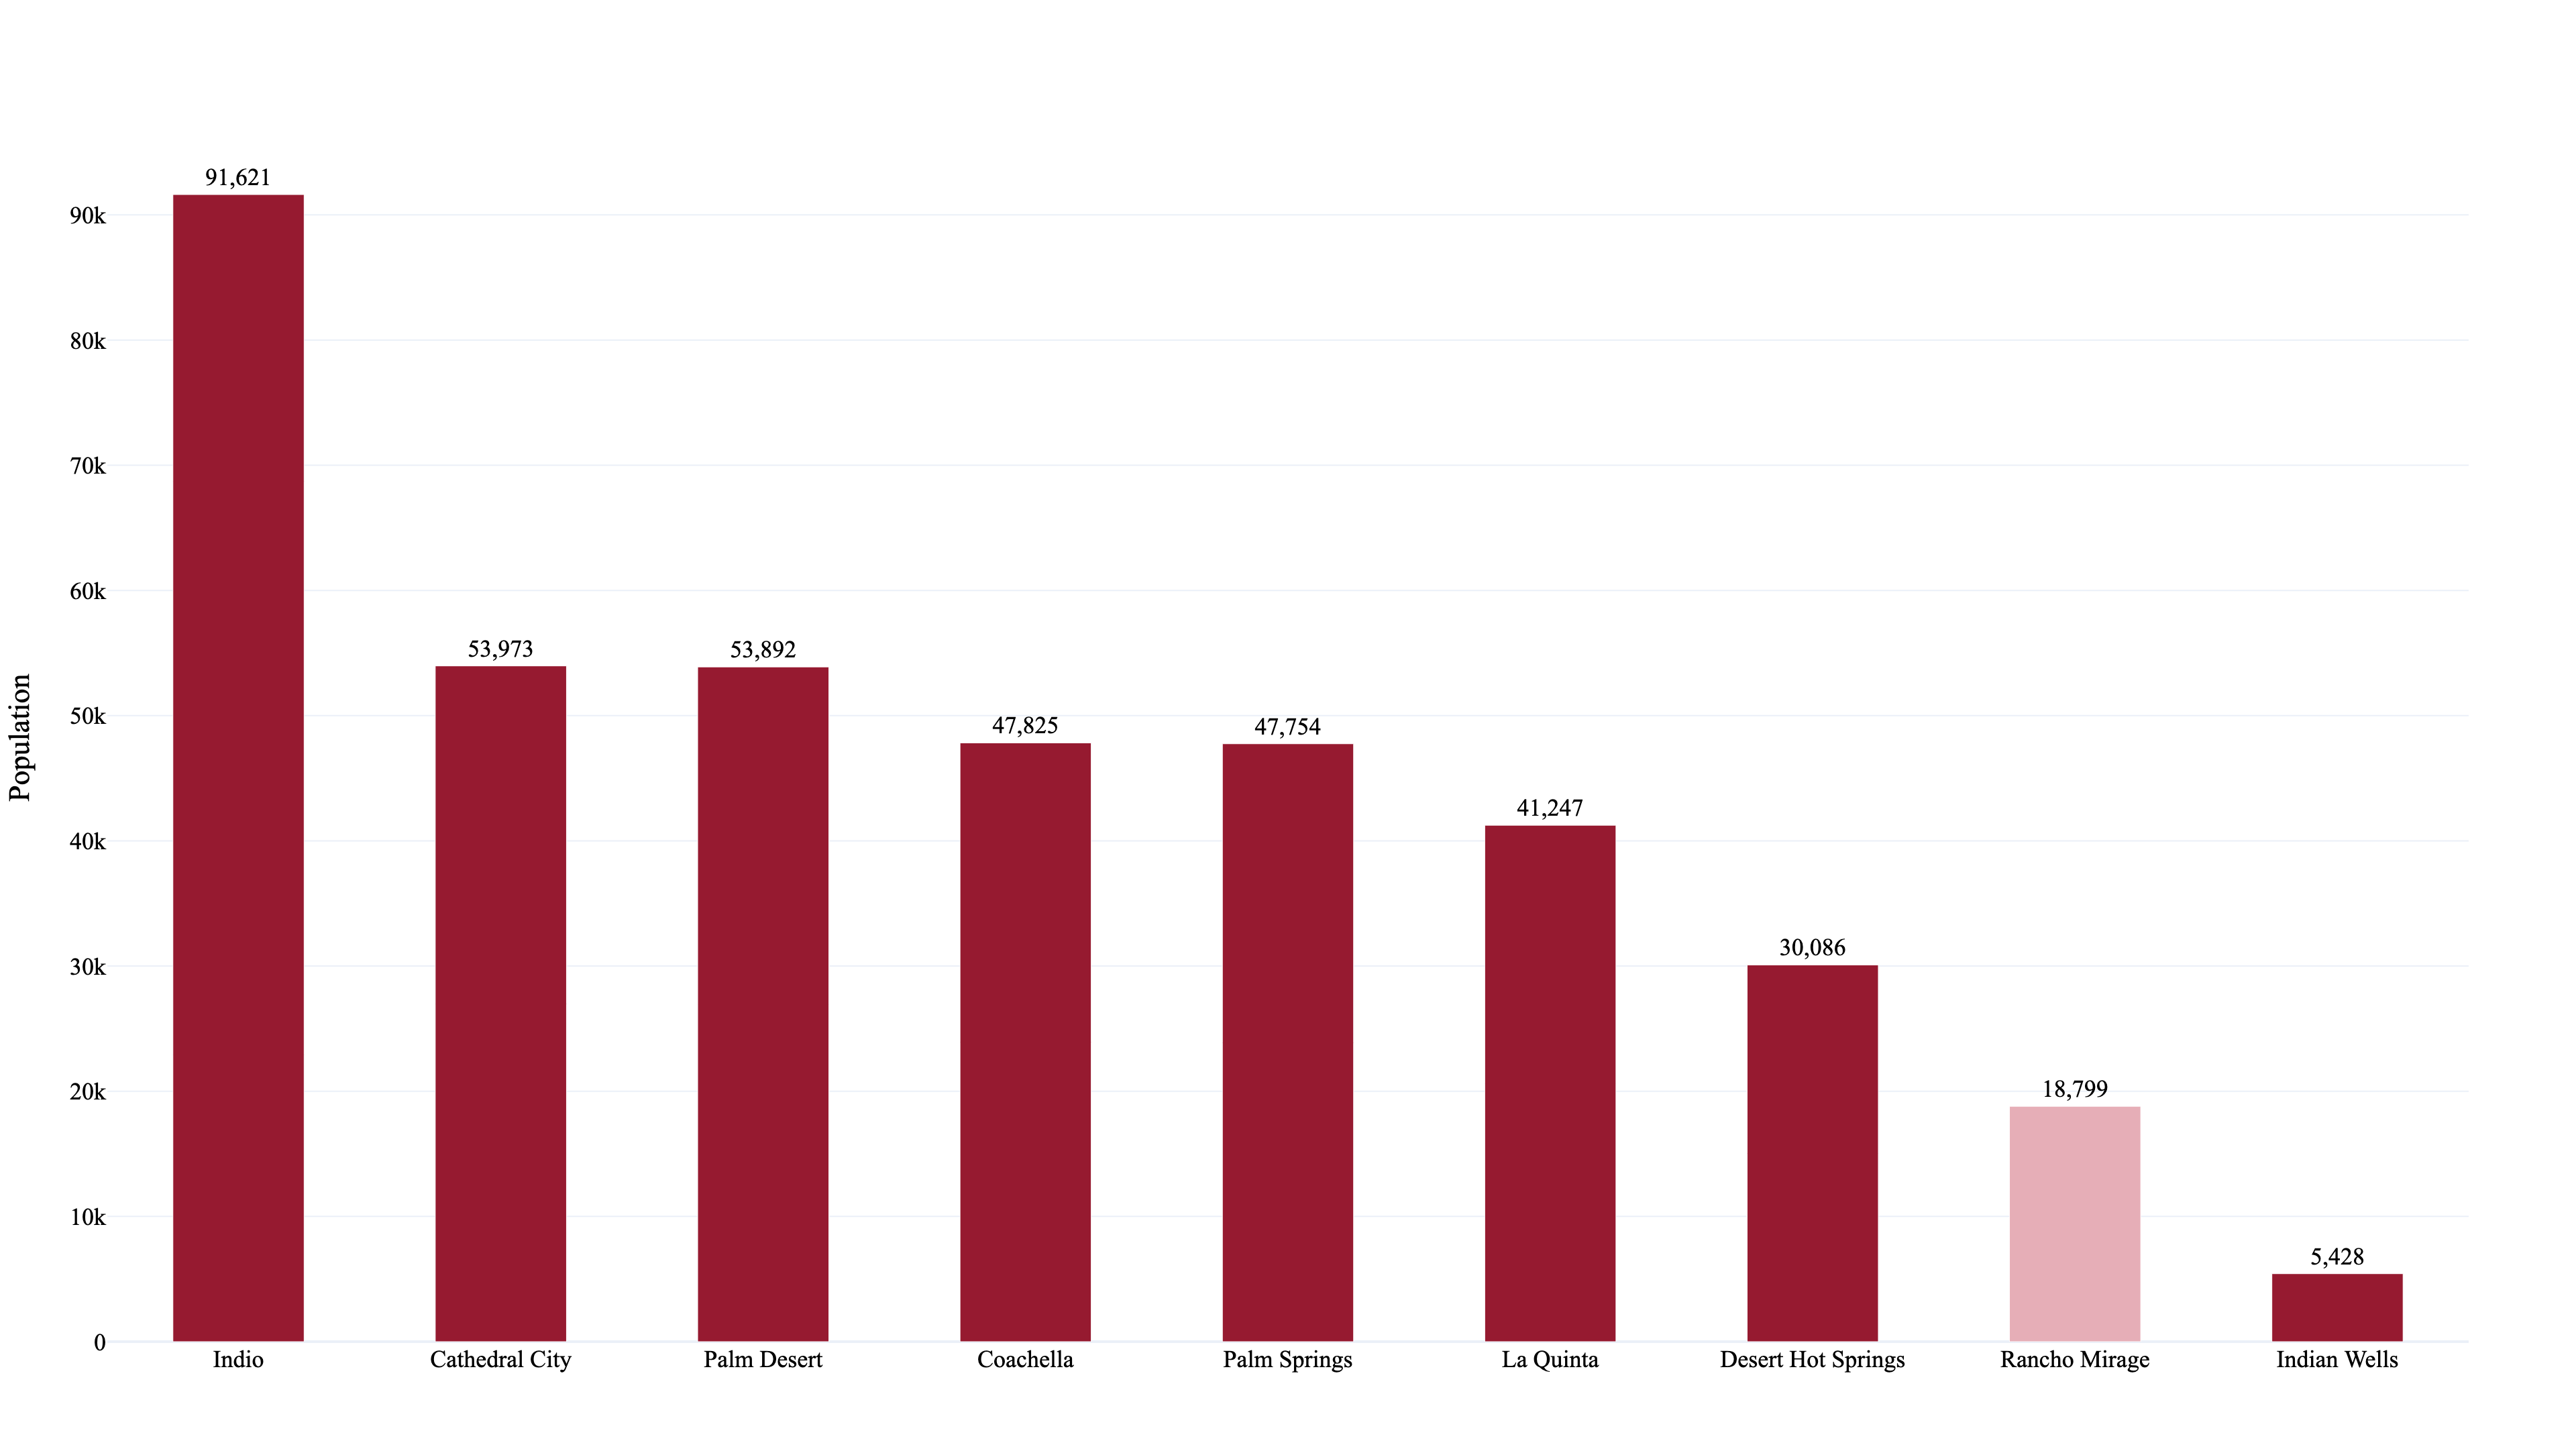 Population
90k
80k
70k
60k
50k
40k
30k
20k
10k
0
91,621
53,973
53,892
47,825
47,754
41,247
30,086
18,799
5,428
Indio
Cathedral City
Palm Desert
Coachella
Palm Springs
La Quinta
Desert Hot Springs
Rancho Mirage
Indian Wells